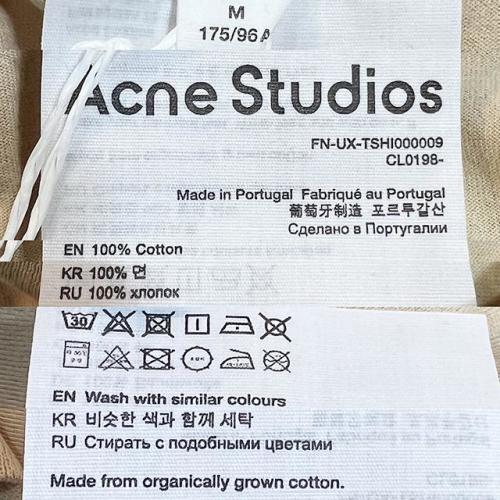 M
175/96A
Acne Studios
FN-UX-TSHI000009
CL0198-
Made in Portugal Fabriqué au Portugal
葡萄牙制造 포르투갈산
Сделано в Португалии
EN 100% Cotton
KR 100% 면
RU 100% хлопок
30
EN Wash with similar colours
KR 비슷한 색과 함께 세탁
RU Стирать с подобными цветами
Made from organically grown cotton.